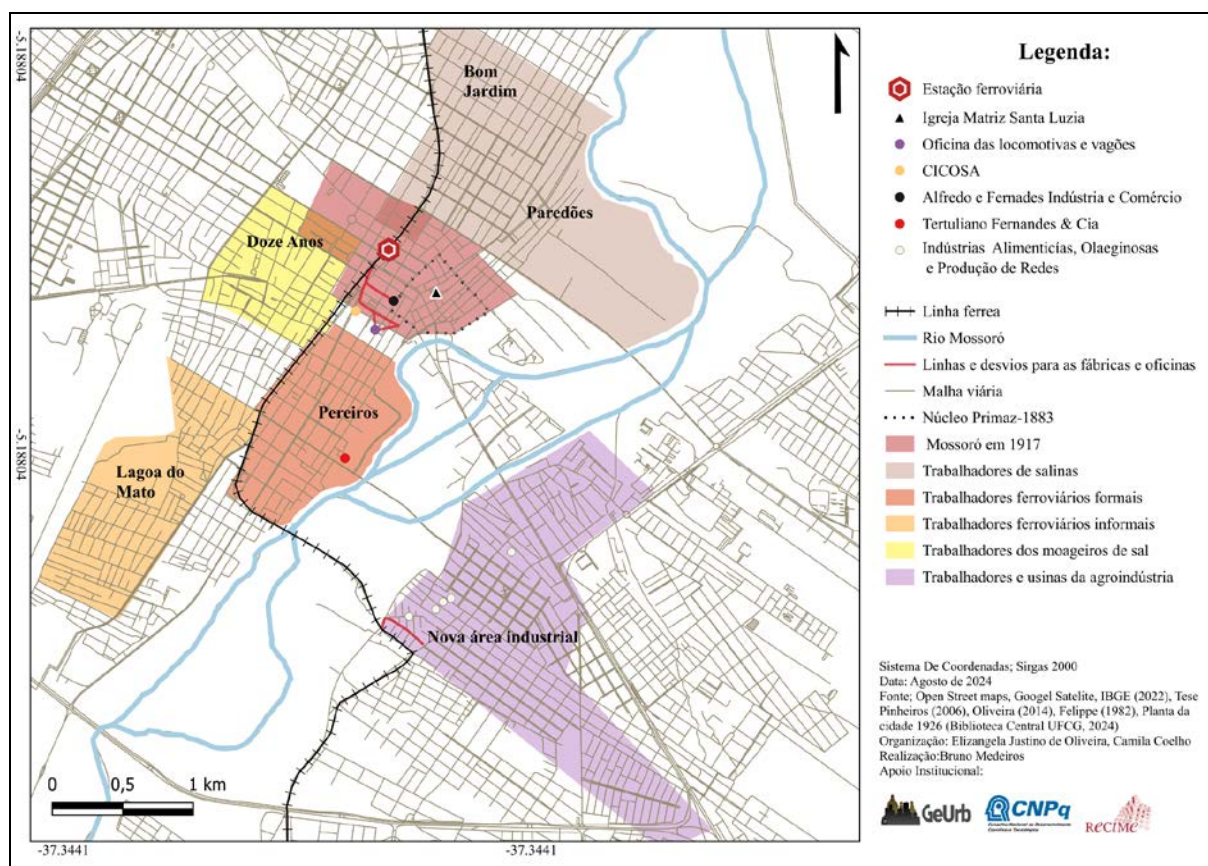 -5.18804
-5.18804
Bom
Jardim
Paredões
Doze Anos
Pereiros
Lagoa do
Mato
Nova área industrial
0 0,5 1 km
-37.3441
-37.3441
Legenda:
Estação ferroviária
Igreja Matriz Santa Luzia
Oficina das locomotivas e vagões
CICOSA
Alfredo e Fernades Indústria e Comércio
Tertuliano Fernandes & Cia
Indústrias Alimentícias, Olaeginosas
e Produção de Redes
Linha ferrea
Rio Mossoró
Linhas e desvios para as fábricas e oficinas
Malha viária
Núcleo Primaz-1883
Mossoró em 1917
Trabalhadores de salinas
Trabalhadores ferroviários formais
Trabalhadores ferroviários informais
Trabalhadores dos moageiros de sal
Trabalhadores e usinas da agroindústria
Sistema De Coordenadas; Sirgas 2000
Data: Agosto de 2024
Fonte; Open Street maps, Googel Satelite, IBGE (2022), Tese
Pinheiros (2006), Oliveira (2014), Felippe (1982), Planta da
cidade 1926 (Biblioteca Central UFCG, 2024)
Organização: Elizangela Justino de Oliveira, Camila Coelho
Realização:Bruno Medeiros
Apoio Institucional:
GeUrb
CNPq
Conselho Nacional de Desenvolvimento
Científico e Tecnológico
ReCiMe